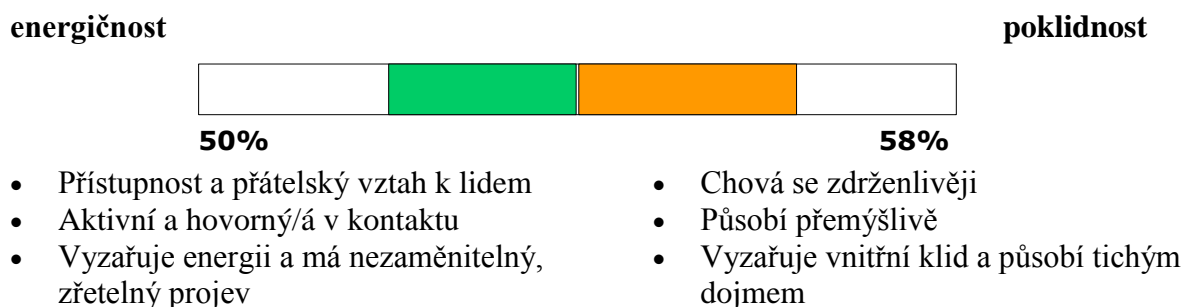 energičnost
poklidnost
50%
58%
• Přístupnost a přátelský vztah k lidem
• Aktivní a hovorný/á v kontaktu
• Vyzařuje energii a má nezaměnitelný,
zřetelný projev
• Chová se zdrženlivěji
• Působí přemýšlivě
• Vyzařuje vnitřní klid a působí tichým
dojmem